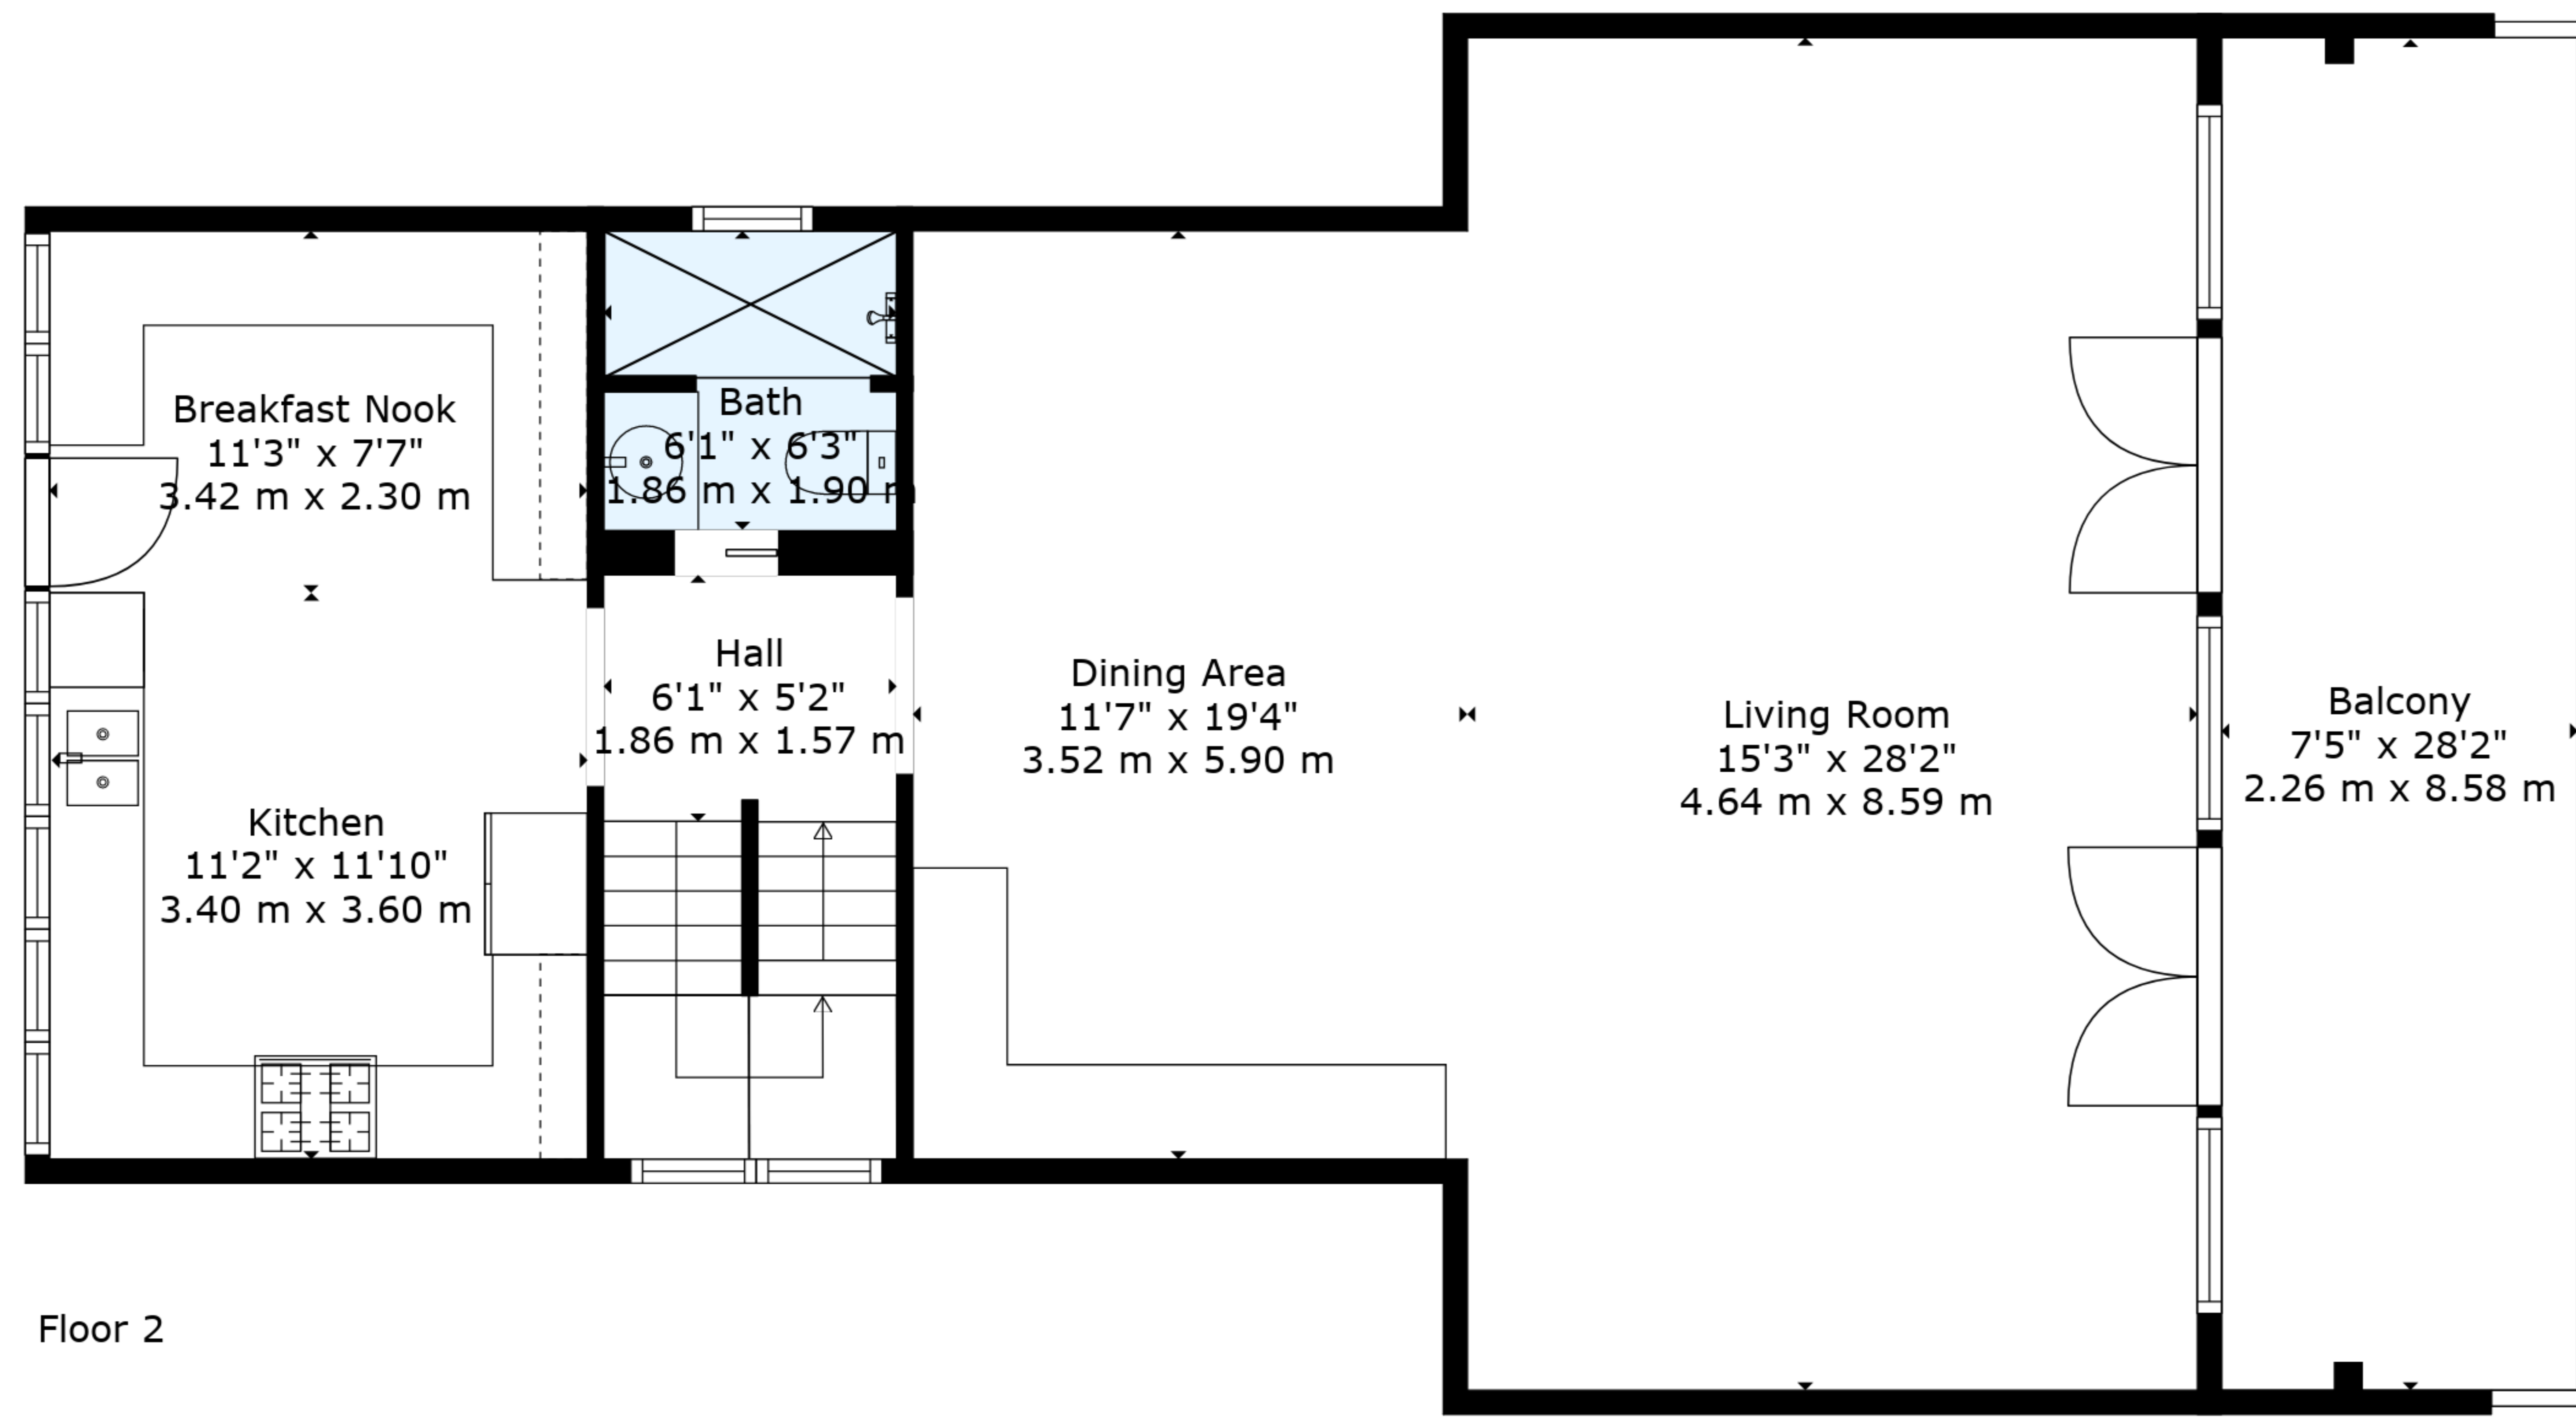 Breakfast Nook
11'3" x 7'7"
3.42 m x 2.30 m
Bath
6'1" x 6'3"
1.86 m x 1.90 m
Hall
6'1" x 5'2"
1.86 m x 1.57 m
Kitchen
11'2" x 11'10"
3.40 m x 3.60 m
Dining Area
11'7" x 19'4"
3.52 m x 5.90 m
Living Room
15'3" x 28'2"
4.64 m x 8.59 m
Balcony
7'5" x 28'2"
2.26 m x 8.58 m
Floor 2